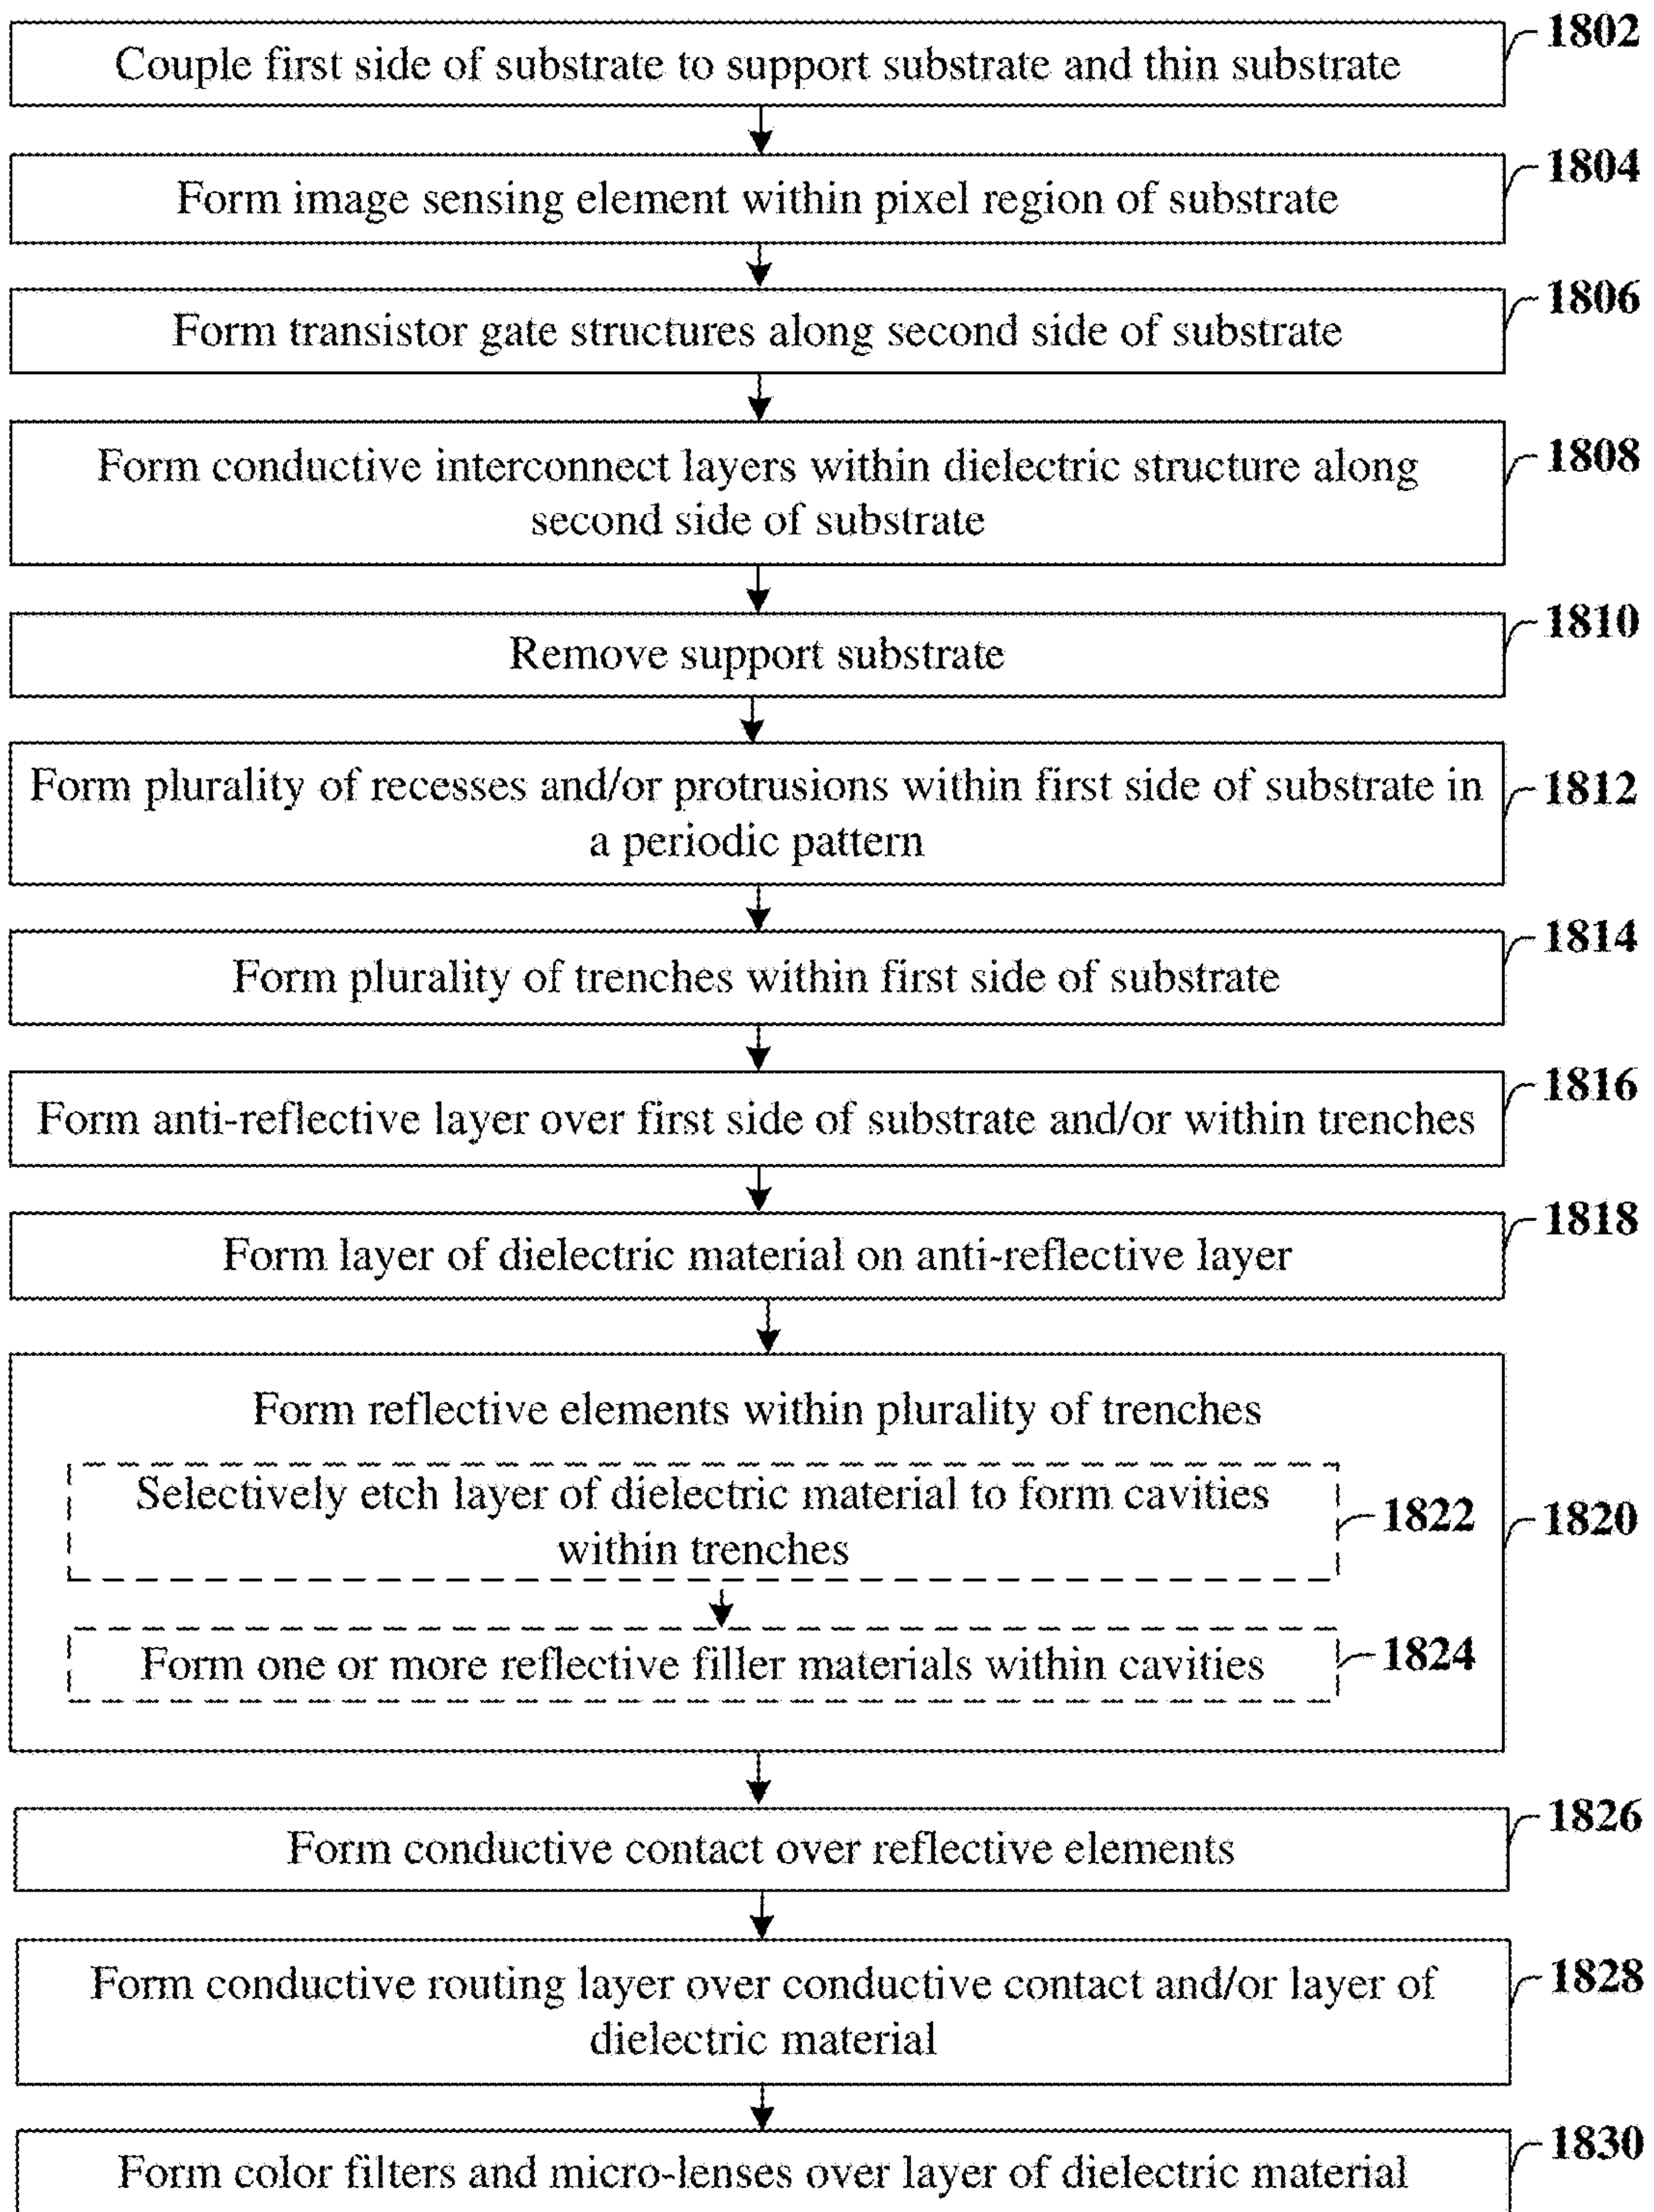 1802
Couple first side of substrate to support substrate and thin substrate
1804
Form image sensing element within pixel region of substrate
1806
Form transistor gate structures along second side of substrate
1808
Form conductive interconnect layers within dielectric structure along
second side of substrate
1810
Remove support substrate
Form plurality of recesses and/or protrusions within first side of substrate in
1812
a periodic pattern
1814
Form plurality of trenches within first side of substrate
1816
Form anti-reflective layer over first side of substrate and/or within trenches
1818
Form layer of dielectric material on anti-reflective layer
Form reflective elements within plurality of trenches
Selectively etch layer of dielectric material to form cavities
within trenches
1822
1820
Form one or more reflective filler materials within cavities
1824
1826
Form conductive contact over reflective elements
Form conductive routing layer over conductive contact and/or layer of
dielectric material
1828
1830
Form color filters and micro-lenses over layer of dielectric material